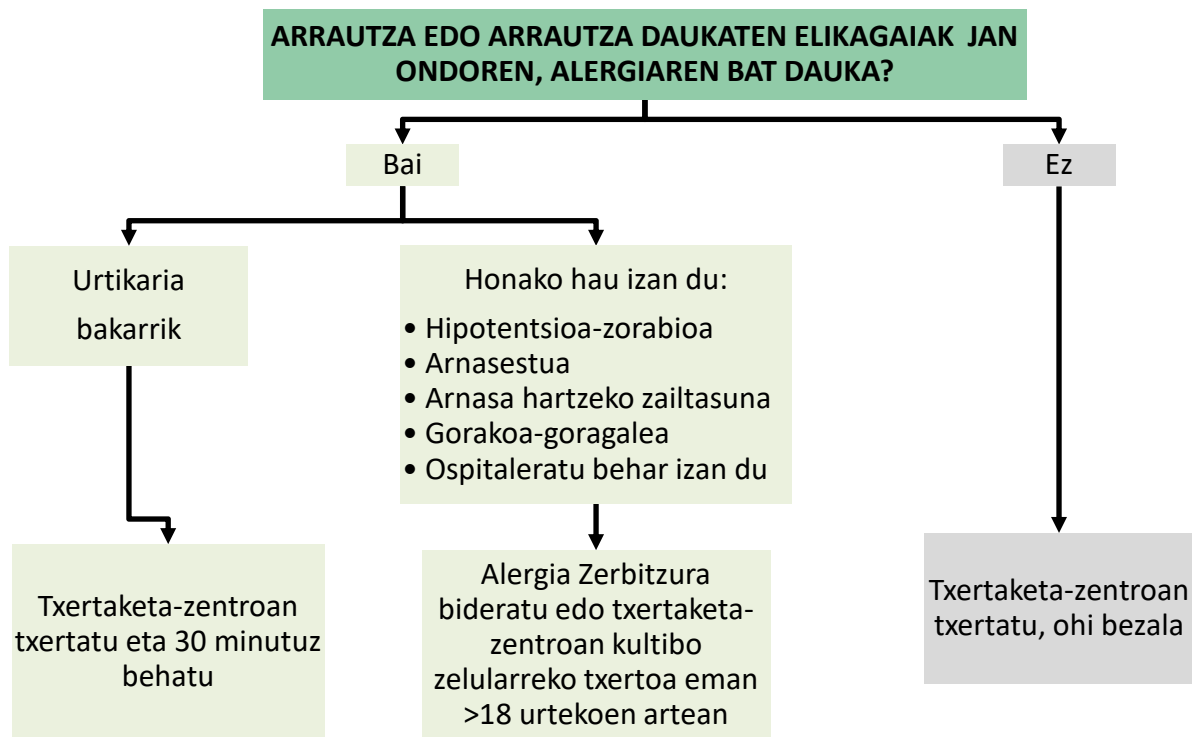 ARRAUTZA EDO ARRAUTZA DAUKATEN ELIKAGAIAK JAN
ONDOREN, ALERGIAREN BAT DAUKA?
Bai
Ez
Urtikaria
bakarrik
Honako hau izan du:
• Hipotentsioa-zorabioa
• Arnasestua
• Arnasa hartzeko zailtasuna
• Gorakoa-goragalea
• Ospitaleratu behar izan du
Txertaketa-zentroan
txertatu eta 30 minutuz
behatu
Alergia Zerbitzura
bideratu edo txertaketa-
zentroan kultibo
zelularreko txertoa eman
>18 urtekoen artean
Txertaketa-zentroan
txertatu, ohi bezala